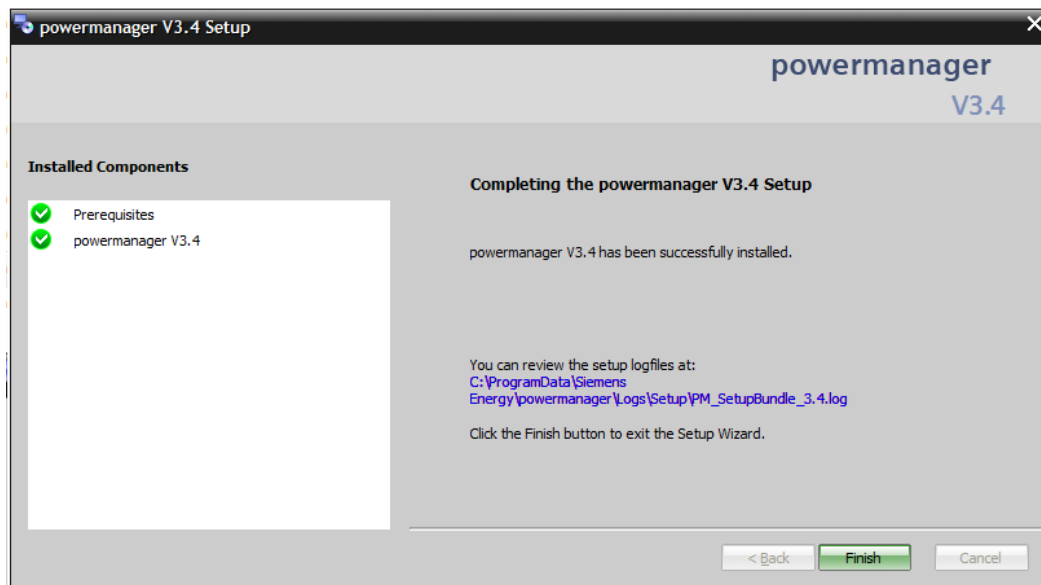 powermanager V3.4 Setup
powermanager
V3.4
Installed Components
Prerequisites
powermanager V3.4
Completing the powermanager V3.4 Setup
powermanager V3.4 has been successfully installed.
You can review the setup logfiles at:
C:\ProgramData\Siemens
Energy\powermanager\Logs\Setup\PM_SetupBundle_3.4.log
Click the Finish button to exit the Setup Wizard.
< Back
Finish
Cancel